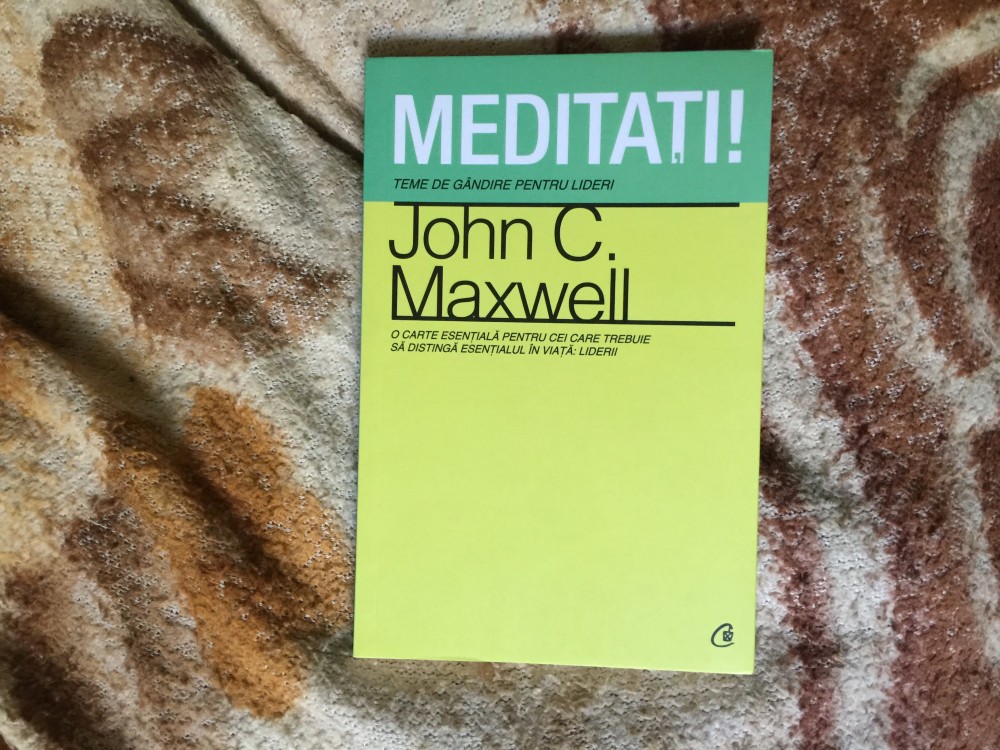 MEDITAȚI!
TEME DE GÂNDIRE PENTRU LIDERI
John C.
Maxwell
O CARTE ESENȚIALĂ PENTRU CEI CARE TREBUIE
SĂ DISTINGĂ ESENȚIALUL ÎN VIAȚĂ: LIDERII